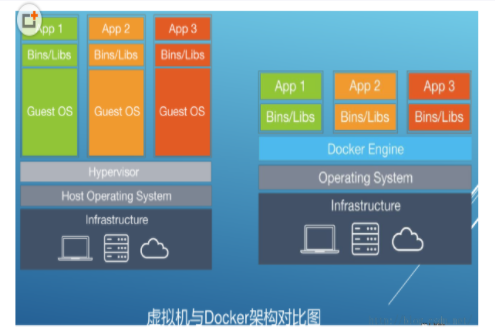 App 1 App 2 App 3
Bins/Libs Bins/Libs Bins/Libs
Guest OS Guest OS Guest OS
Hypervisor
Host Operating System
Infrastructure
App 1 App 2 App 3
Bins/Libs Bins/Libs Bins/Libs
Docker Engine
Operating System
Infrastructure
虚拟机与Docker架构对比图